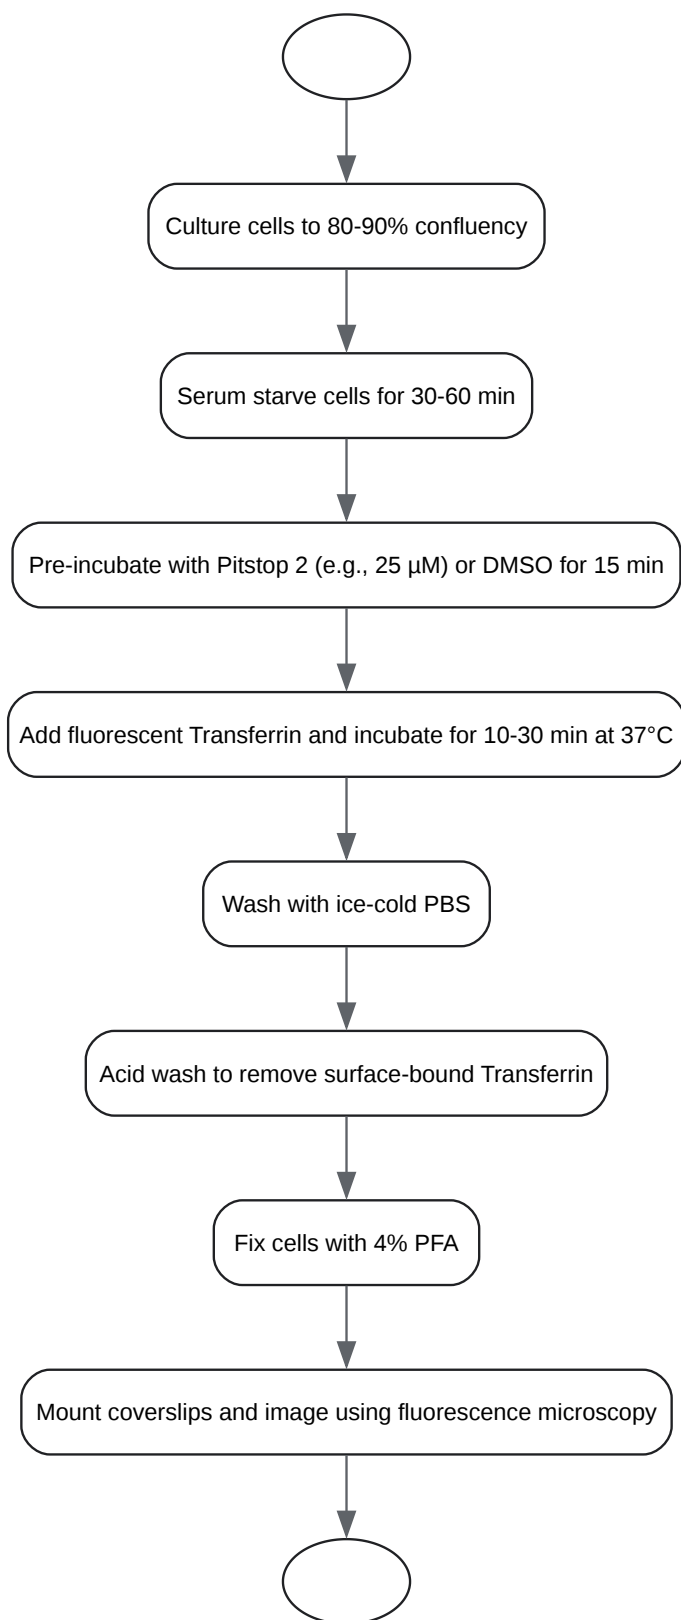 Culture cells to 80-90% confluency
Serum starve cells for 30-60 min
Pre-incubate with Pitstop 2 (e.g., 25 µM) or DMSO for 15 min
Add fluorescent Transferrin and incubate for 10-30 min at 37°C
Wash with ice-cold PBS
Acid wash to remove surface-bound Transferrin
Fix cells with 4% PFA
Mount coverslips and image using fluorescence microscopy